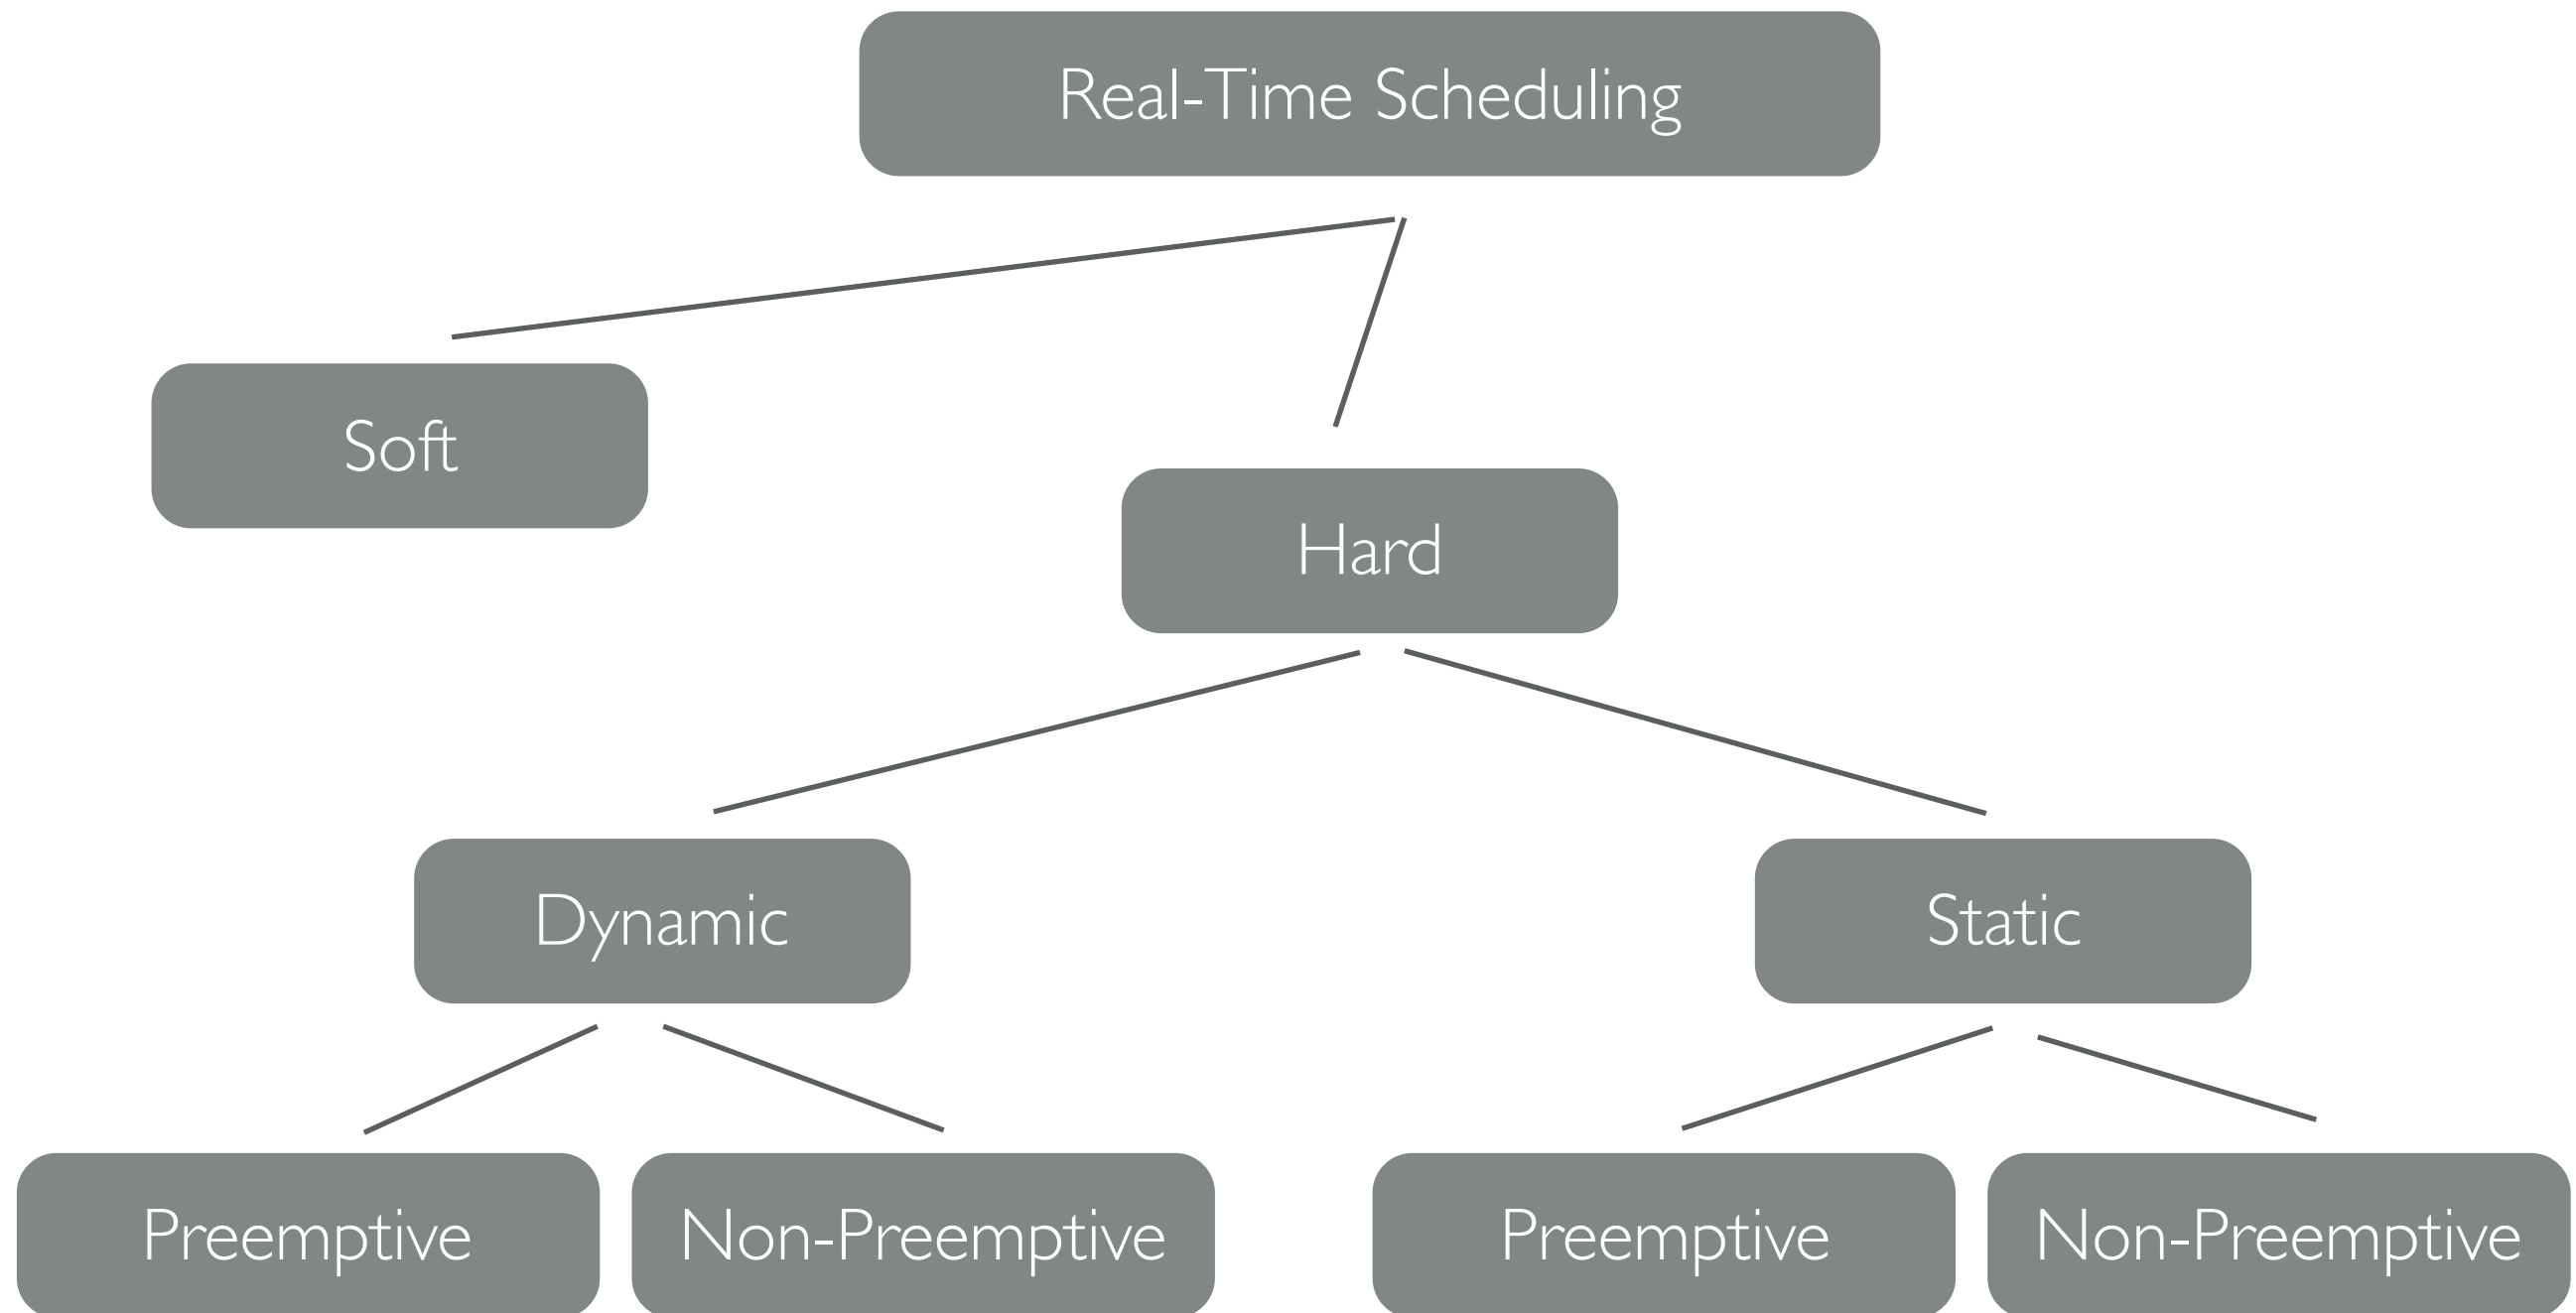 Real-Time Scheduling
Soft
Hard
Dynamic
Static
Preemptive
Non-Preemptive
Preemptive
Non-Preemptive